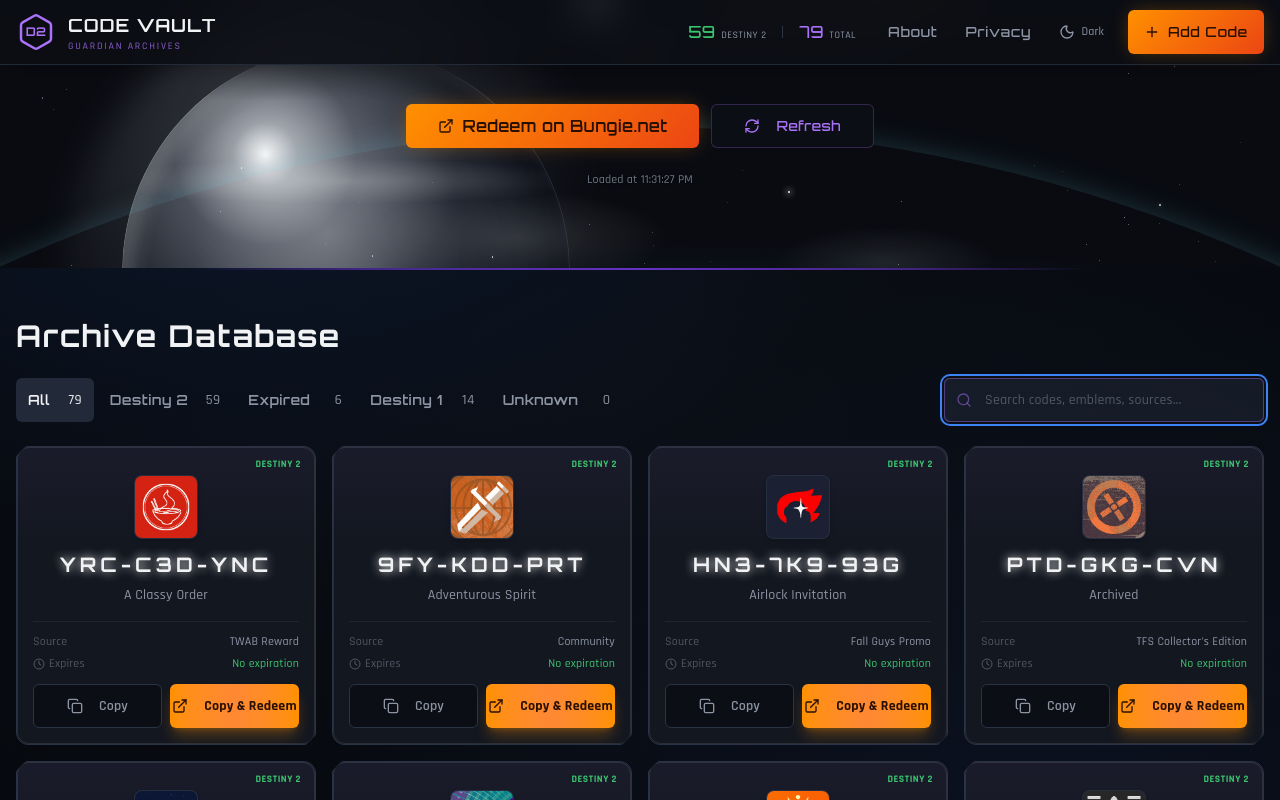 D2
CODE VAULT
GUARDIAN ARCHIVES
59 DESTINY 2
79 TOTAL
About
Privacy
Dark
Add Code
Redeem on Bungie.net
Refresh
Loaded at 11:31:27 PM
Archive Database
All 79
Destiny 2 59
Expired 6
Destiny 1 14
Unknown 0
Search codes, emblems, sources...
DESTINY 2
YRC-C3D-YNC
A Classy Order
Source TWAB Reward
Expires No expiration
Copy
Copy & Redeem
DESTINY 2
9FY-KDD-PRT
Adventurous Spirit
Source Community
Expires No expiration
Copy
Copy & Redeem
DESTINY 2
HN3-7K9-93G
Airlock Invitation
Source Fall Guys Promo
Expires No expiration
Copy
Copy & Redeem
DESTINY 2
PTD-GKG-CVN
Archived
Source TFS Collector's Edition
Expires No expiration
Copy
Copy & Redeem
DESTINY 2
DESTINY 2
DESTINY 2
DESTINY 2